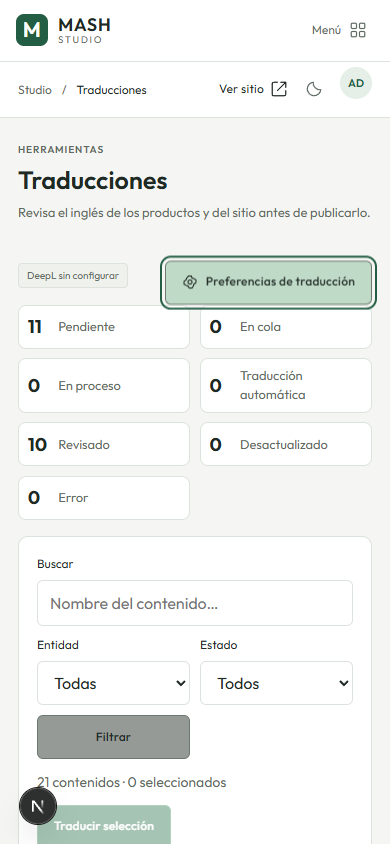 M MASH
STUDIO
Menú
Studio / Traducciones
Ver sitio
AD
HERRAMIENTAS
Traducciones
Revisa el inglés de los productos y del sitio antes de publicarlo.
DeepL sin configurar
Preferencias de traducción
11 Pendiente
0 En cola
0 En proceso
0 Traducción
automática
10 Revisado
0 Desactualizado
0 Error
Buscar
Nombre del contenido...
Entidad
Estado
Todas
Todos
Filtrar
21 contenidos · 0 seleccionados
N
Traducir selección